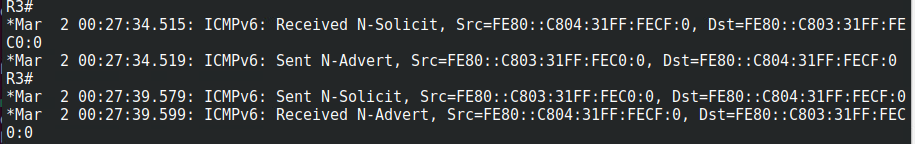 R3#
*Mar  2 00:27:34.515: ICMPv6: Received N-Solicit, Src=FE80::C804:31FF:FECF:0, Dst=FE80::C803:31FF:FE
C0:0
*Mar  2 00:27:34.519: ICMPv6: Sent N-Advert, Src=FE80::C803:31FF:FEC0:0, Dst=FE80::C804:31FF:FECF:0
R3#
*Mar  2 00:27:39.579: ICMPv6: Sent N-Solicit, Src=FE80::C803:31FF:FEC0:0, Dst=FE80::C804:31FF:FECF:0
*Mar  2 00:27:39.599: ICMPv6: Received N-Advert, Src=FE80::C804:31FF:FECF:0, Dst=FE80::C803:31FF:FEC
0:0